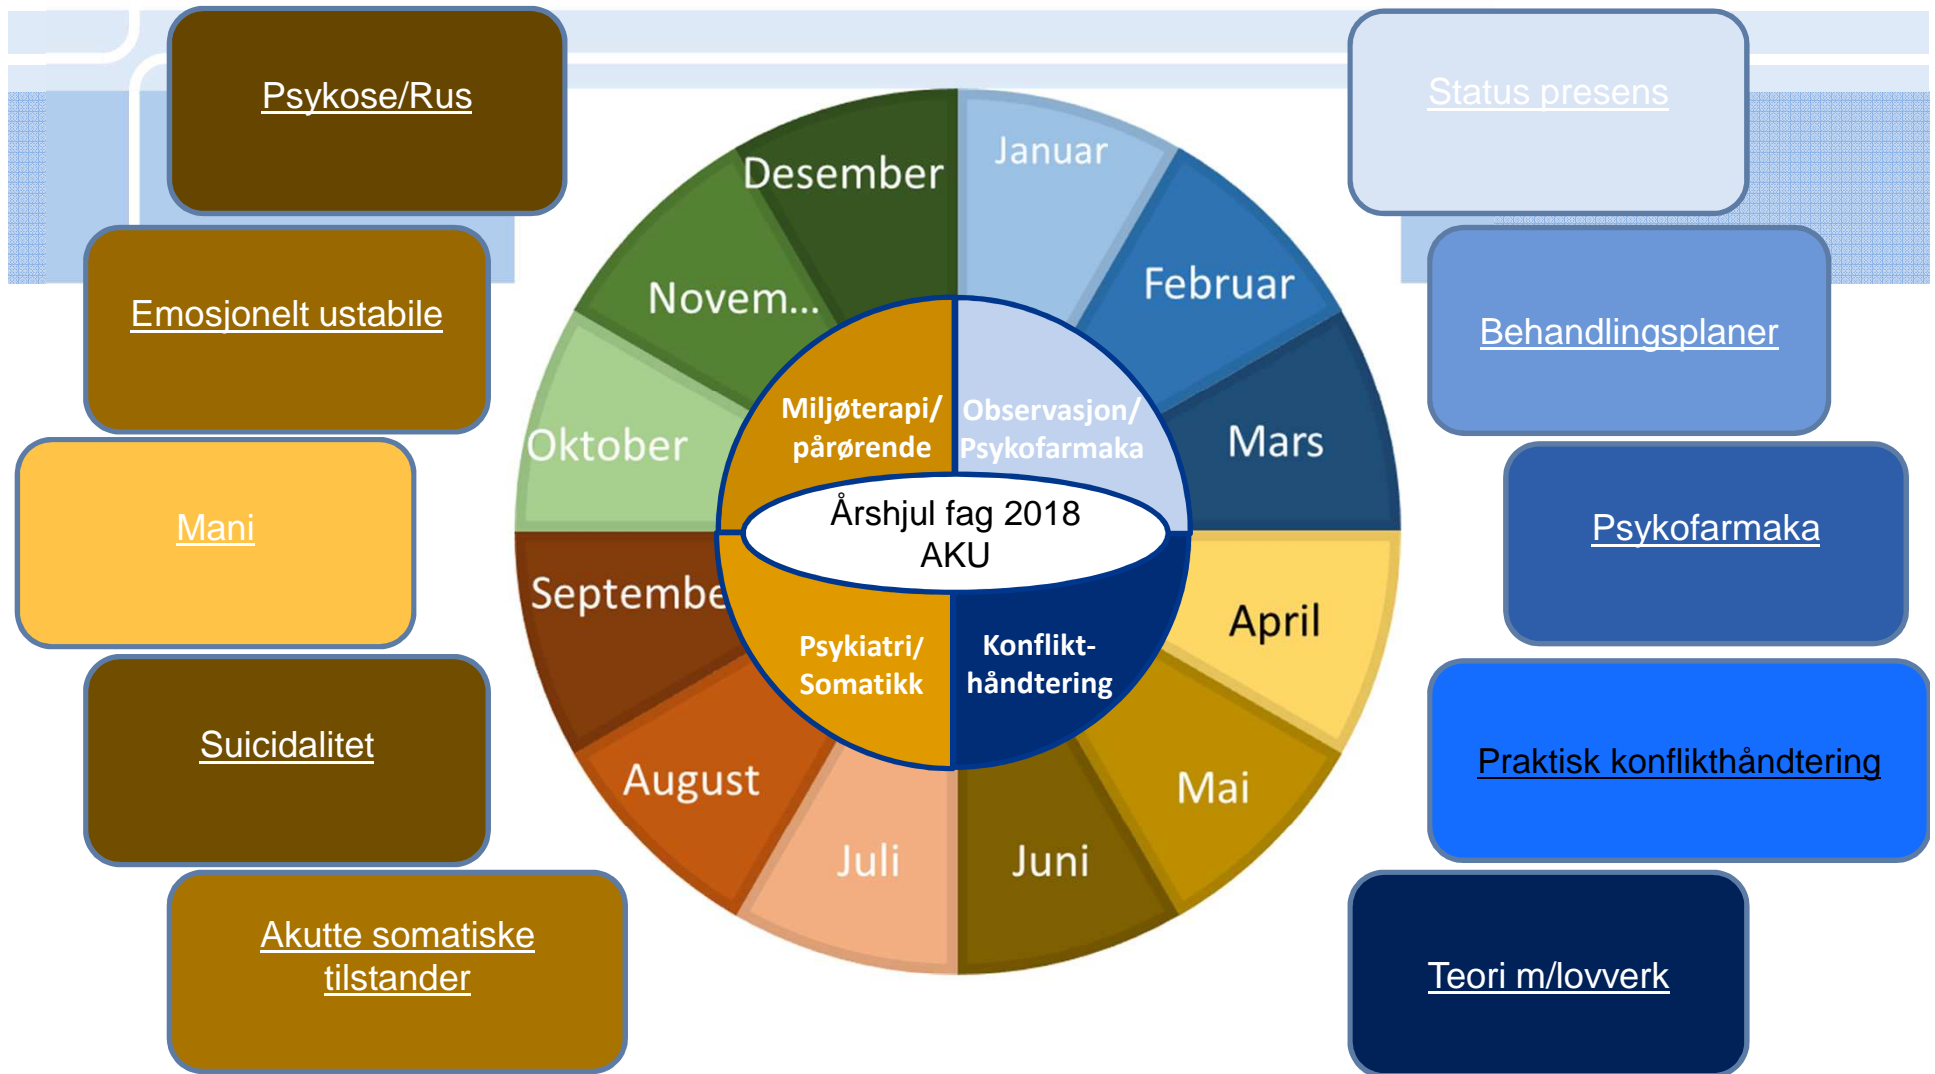 Psykose/Rus
Status presens
Desember
Januar
Novem...
Februar
Emosjonelt ustabile
Behandlingsplaner
Miljøterapi/
pårørende
Observasjon/
Psykofarmaka
Oktober
Mars
Mani
Årshjul fag 2018
AKU
Psykofarmaka
Septembe
April
Psykiatri/
Somatikk
Konflikt-
håndtering
Suicidalitet
Praktisk konflikthåndtering
August
Mai
Juli
Juni
Akutte somatiske
tilstander
Teori m/lovverk